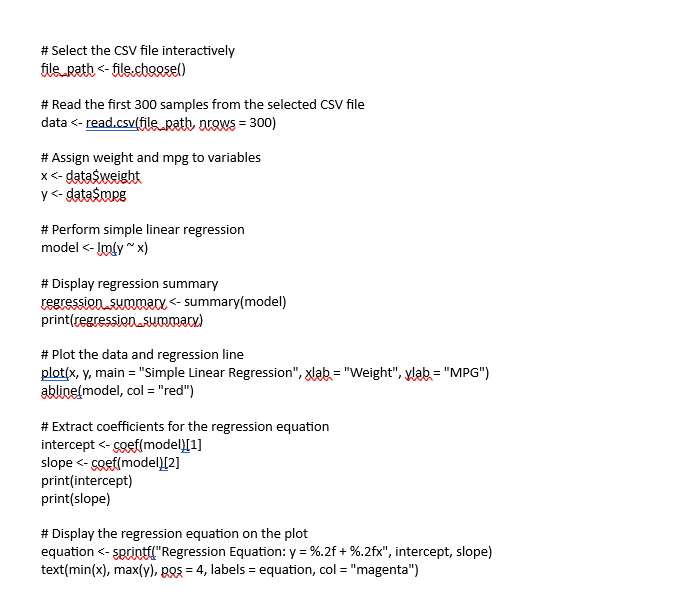 # Select the CSV file interactively
file_path <- file.choose()
# Read the first 300 samples from the selected CSV file
data <- read.csv(file_path, nrows = 300)
# Assign weight and mpg to variables
x <- data$weight
y <- data$mpg
# Perform simple linear regression
model <- lm(y ~ x)
# Display regression summary
regression_summary <- summary(model)
print(regression_summary)
# Plot the data and regression line
plot(x, y, main = "Simple Linear Regression", xlab = "Weight", ylab = "MPG")
abline(model, col = "red")
# Extract coefficients for the regression equation
intercept <- coef(model)[1]
slope <- coef(model)[2]
print(intercept)
print(slope)
# Display the regression equation on the plot
equation <- sprintf("Regression Equation: y = %.2f + %.2fx", intercept, slope)
text(min(x), max(y), pos = 4, labels = equation, col = "magenta")